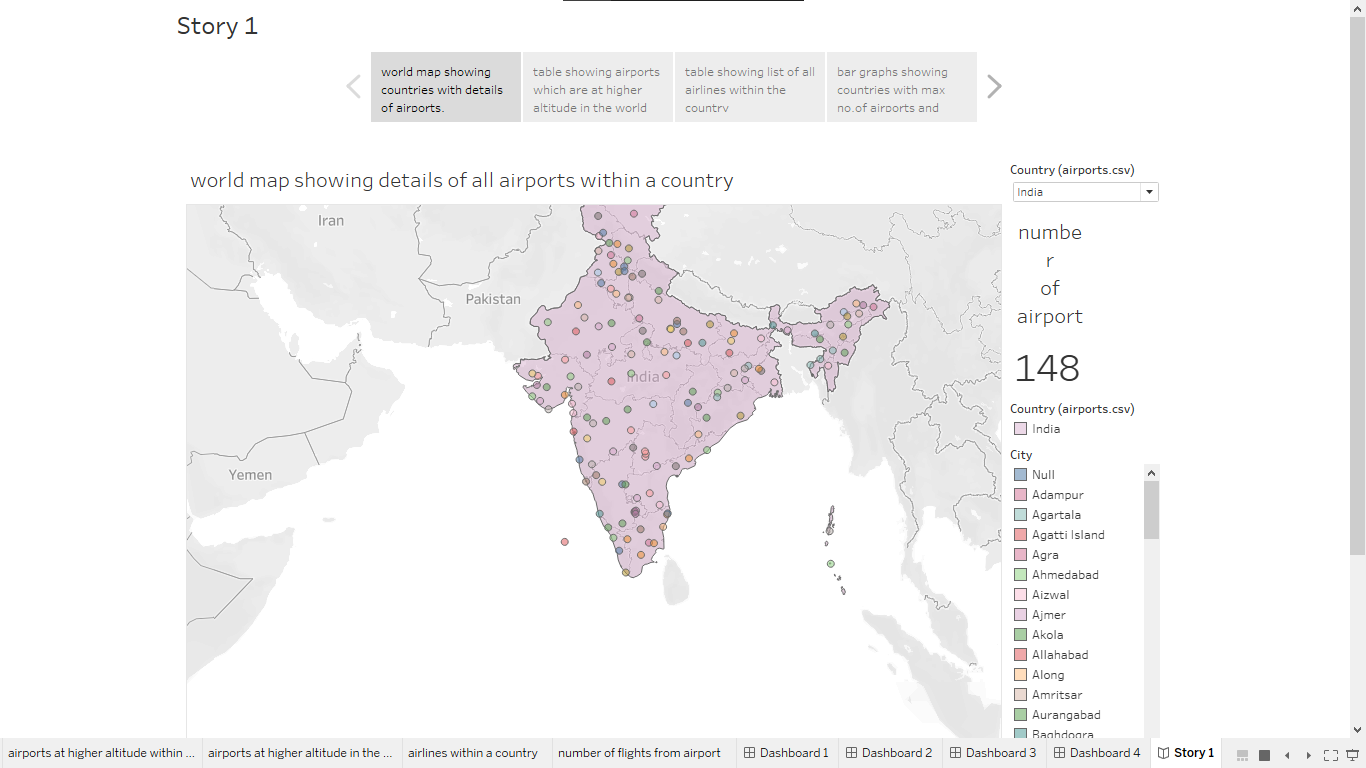 Story 1
world map showing
countries with details
of airports.
table showing airports
which are at higher
altitude in the world
table showing list of all
airlines within the
country
bar graphs showing
countries with max
no.of airports and
world map showing details of all airports within a country
Country (airports.csv)
India
numbe
r
of
airport
148
Country (airports.csv)
India
City
Null
Adampur
Agartala
Agatti Island
Agra
Ahmedabad
Aizwal
Ajmer
Akola
Allahabad
Along
Amritsar
Aurangabad
Baghdogra
Iran
Pakistan
India
Yemen
airports at higher altitude within ...
airports at higher altitude in the ...
airlines within a country
number of flights from airport
Dashboard 1
Dashboard 2
Dashboard 3
Dashboard 4
Story 1